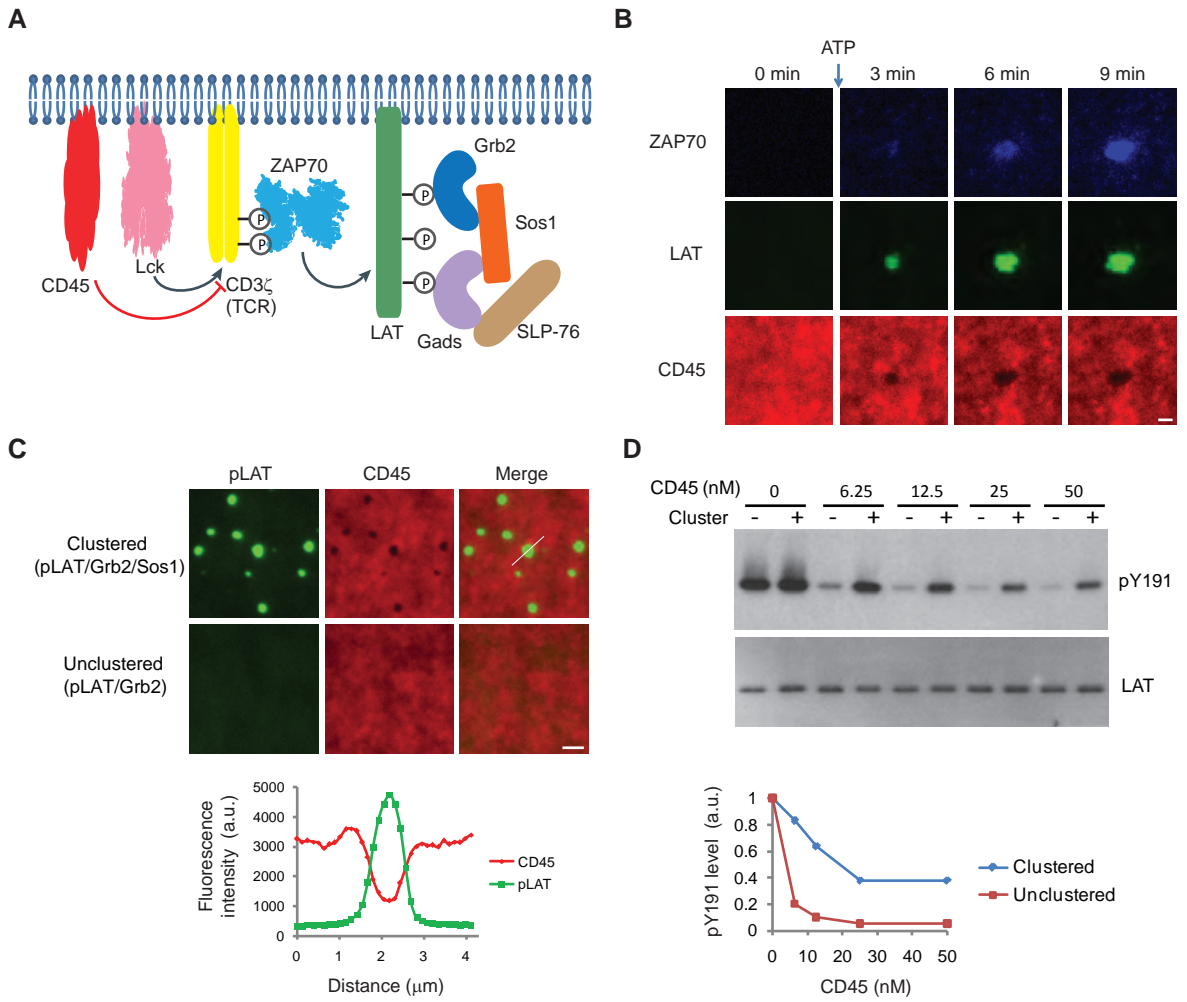 A
CD45
Lck
CD3ζ
(TCR)
ZAP70
P
P
LAT
P
P
P
Grb2
Sos1
Gads
SLP-76
B
ATP
0 min
3 min
6 min
9 min
ZAP70
LAT
CD45
C
pLAT
CD45
Merge
Clustered
(pLAT/Grb2/Sos1)
Unclustered
(pLAT/Grb2)
Fluorescence
intensity (a.u.)
5000
4000
3000
2000
1000
0
0
1
2
3
4
Distance (μm)
CD45
pLAT
D
CD45 (nM)
0
6.25
12.5
25
50
Cluster
- + - + - + - + - +
pY191
LAT
pY191 level (a.u.)
1
0.8
0.6
0.4
0.2
0
0
10
20
30
40
50
CD45 (nM)
Clustered
Unclustered